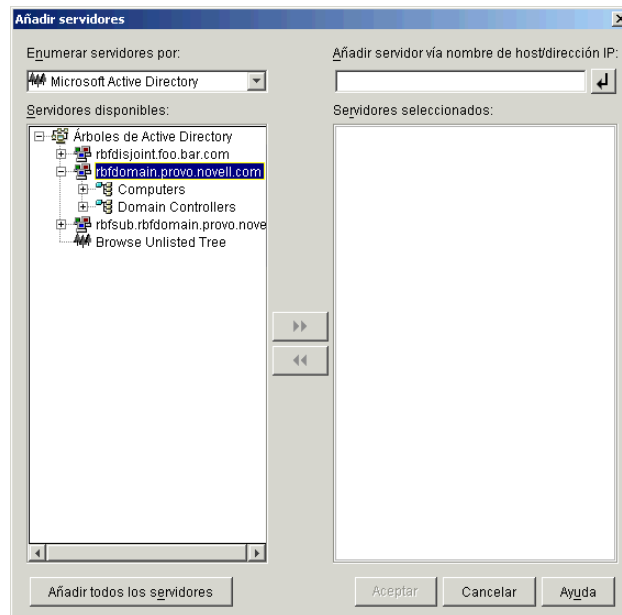 Añadir servidores
Enumerar servidores por:
Microsoft Active Directory
Servidores disponibles:
Árboles de Active Directory
rbfdisjoint.foo.bar.com
rbfdomain.provo.novell.com
Computers
Domain Controllers
rbfsub.rbfdomain.provo.nove
Browse Unlisted Tree
Añadir todos los servidores
Añadir servidor vía nombre de host/dirección IP:
Servidores seleccionados:
Aceptar
Cancelar
Ayuda